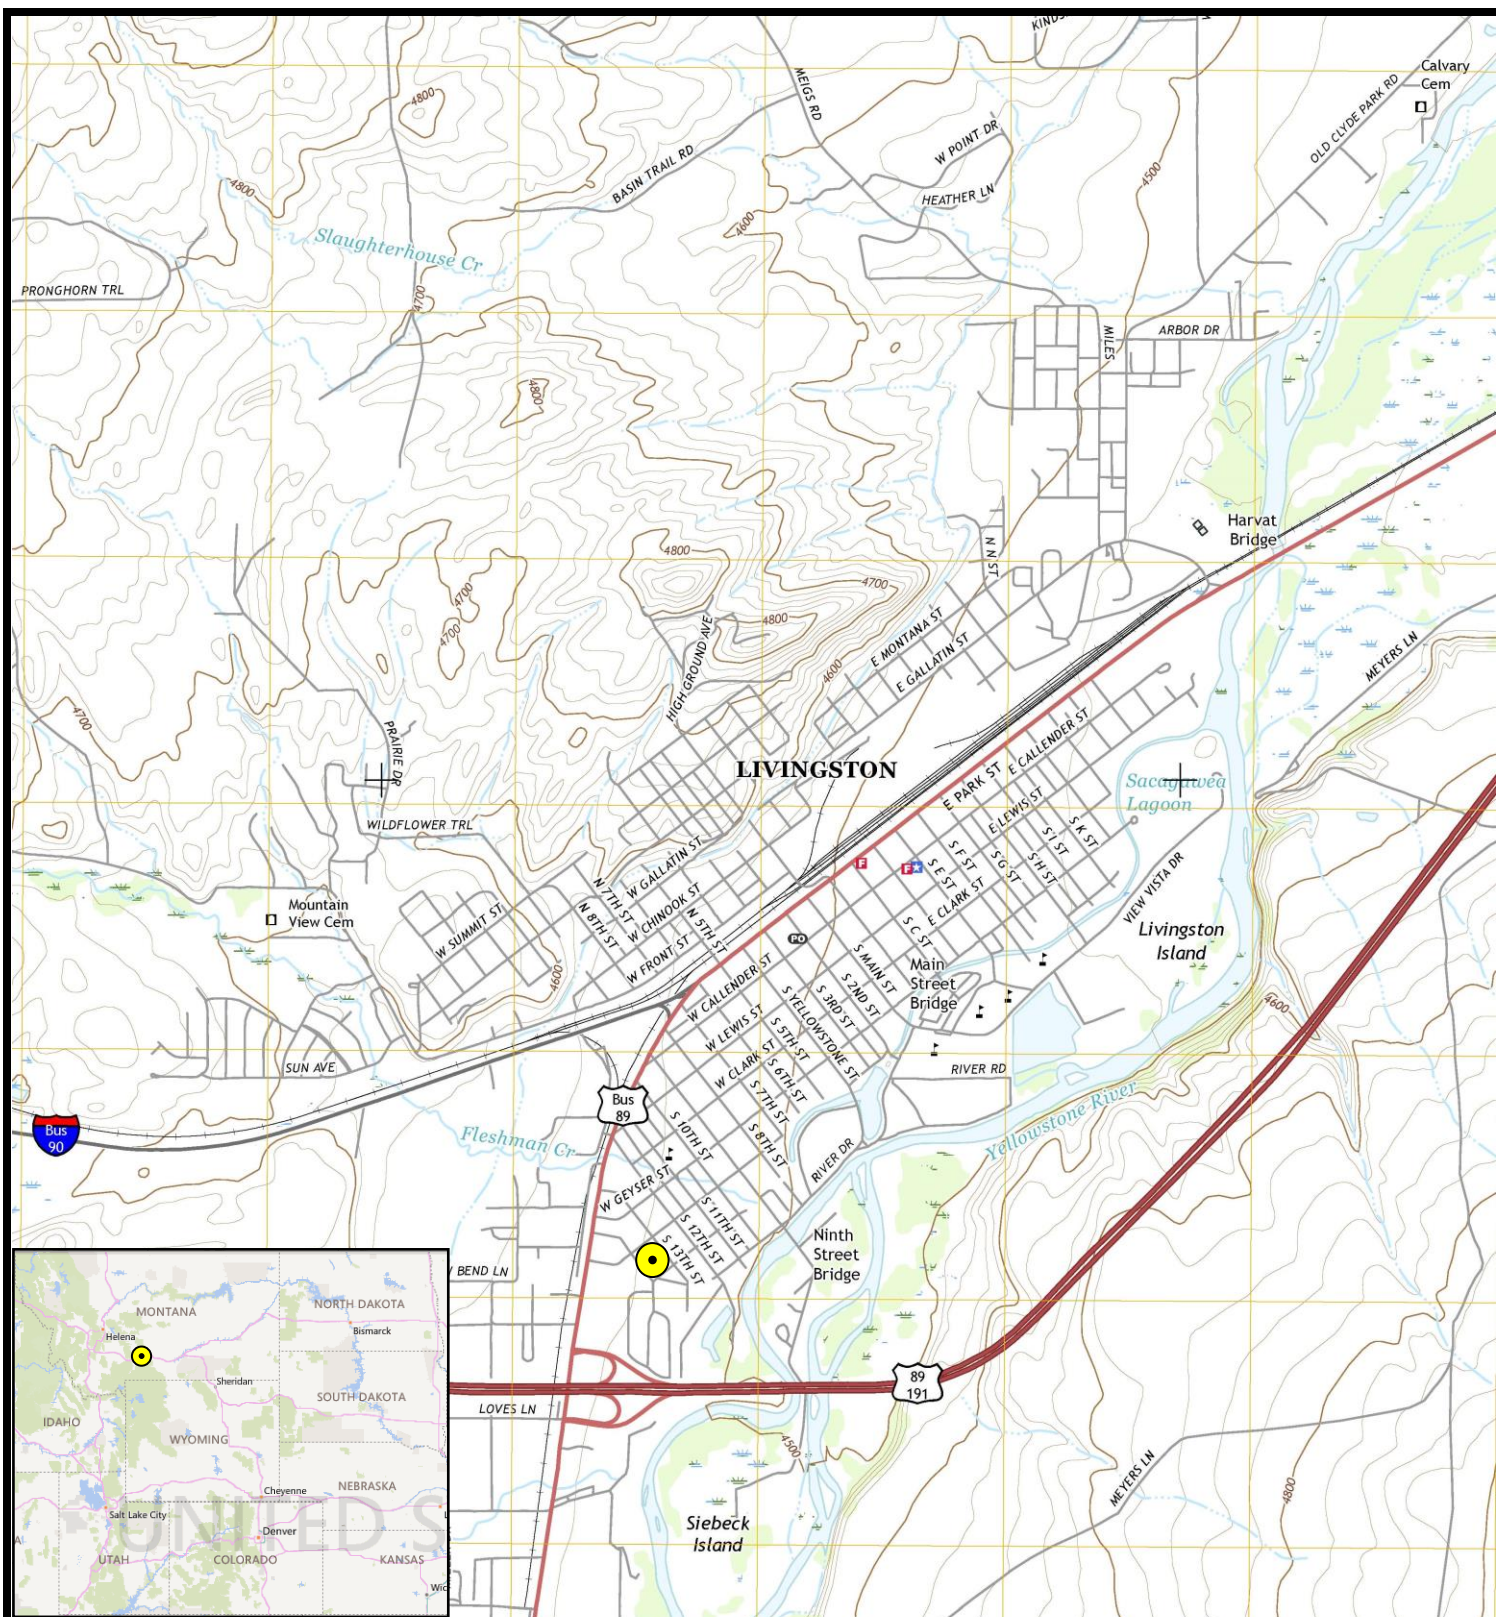 KINDS
Calvary
Cem
MEIGS RD
OLD CLYDE PARK RD
4800
W POINT DR
BASIN TRAIL RD
4500
4800
HEATHER LN
4600
Slaughterhouse Cr
PRONGHORN TRL
4700
MILES
ARBOR DR
4800
Harvat
Bridge
N N ST
4800
4700
4700
4800
E MONTANA ST
4700
HIGH GROUND AVE
E GALLATIN ST
MEYERS LN
4600
4700
PRAIRIE DR
E CALLENDER ST
LIVINGSTON
E PARK ST
Sacagawea
Lagoon
WILDFLOWER TRL
E LEWIS ST
S K ST
S I ST
S F ST
S G ST
S H ST
W GALLATIN ST
F
F
S E ST
VIEW VISTA DR
N 7TH ST
W CHINOOK ST
E CLARK ST
Mountain
View Cem
N 8TH ST
N 5TH ST
W SUMMIT ST
S C ST
Livingston
Island
PO
W FRONT ST
S MAIN ST
Main
Street
Bridge
4600
W CALLENDER ST
S 2ND ST
4600
S 3RD ST
S YELLOWSTONE ST
W LEWIS ST
S 5TH ST
W CLARK ST
S 6TH ST
SUN AVE
RIVER RD
S 7TH ST
Bus
89
Yellowstone River
Bus
90
Fleshman Cr
S 10TH ST
S 8TH ST
RIVER DR
W GEYSER ST
S 11TH ST
S 12TH ST
S 13TH ST
Ninth
Street
Bridge
BEND LN
MONTANA
NORTH DAKOTA
Helena
Bismarck
Sheridan
SOUTH DAKOTA
89
191
IDAHO
LOVES LN
WYOMING
4500
NEBRASKA
MEYERS LN
4800
Cheyenne
Salt Lake City
UNITED S
Denver
Siebeck
Island
UTAH
COLORADO
KANSAS
Wic